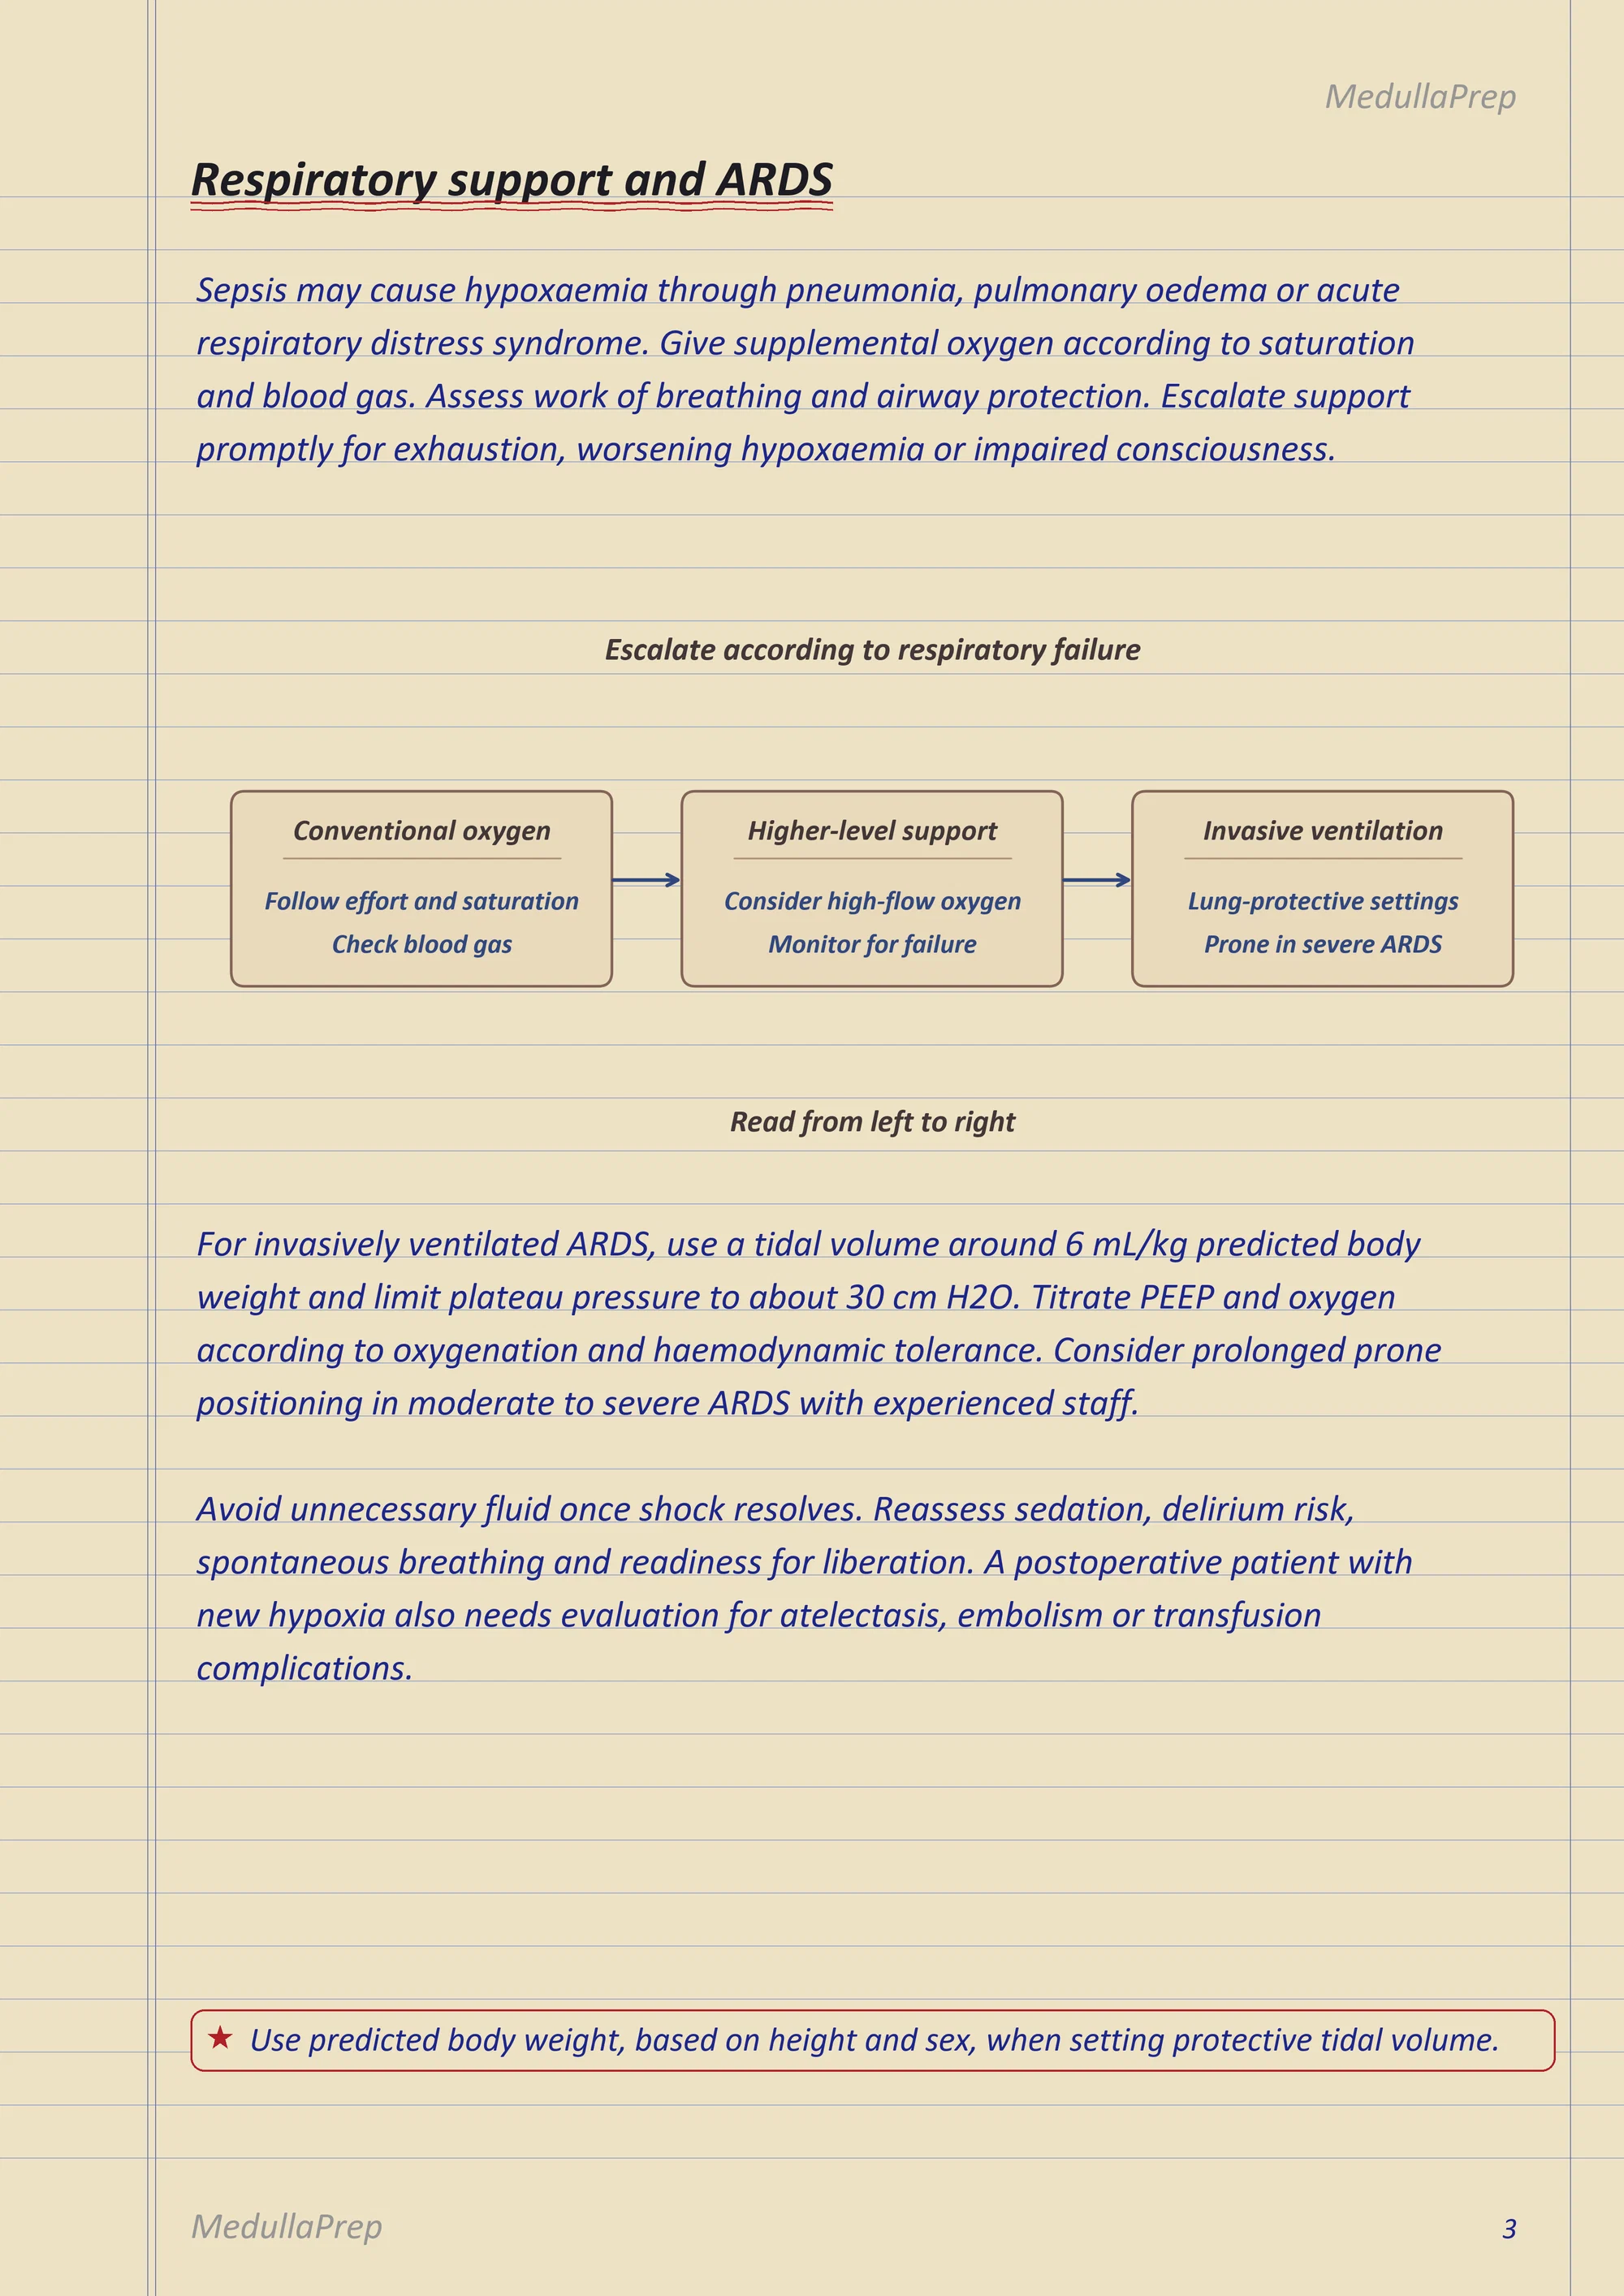 MedullaPrep
Respiratory support and ARDS
Sepsis may cause hypoxaemia through pneumonia, pulmonary oedema or acute
respiratory distress syndrome. Give supplemental oxygen according to saturation
and blood gas. Assess work of breathing and airway protection. Escalate support
promptly for exhaustion, worsening hypoxaemia or impaired consciousness.
Escalate according to respiratory failure
Conventional oxygen
Follow effort and saturation
Check blood gas
Higher-level support
Consider high-flow oxygen
Monitor for failure
Invasive ventilation
Lung-protective settings
Prone in severe ARDS
Read from left to right
For invasively ventilated ARDS, use a tidal volume around 6 mL/kg predicted body
weight and limit plateau pressure to about 30 cm H2O. Titrate PEEP and oxygen
according to oxygenation and haemodynamic tolerance. Consider prolonged prone
positioning in moderate to severe ARDS with experienced staff.
Avoid unnecessary fluid once shock resolves. Reassess sedation, delirium risk,
spontaneous breathing and readiness for liberation. A postoperative patient with
new hypoxia also needs evaluation for atelectasis, embolism or transfusion
complications.
★ Use predicted body weight, based on height and sex, when setting protective tidal volume.
MedullaPrep
3